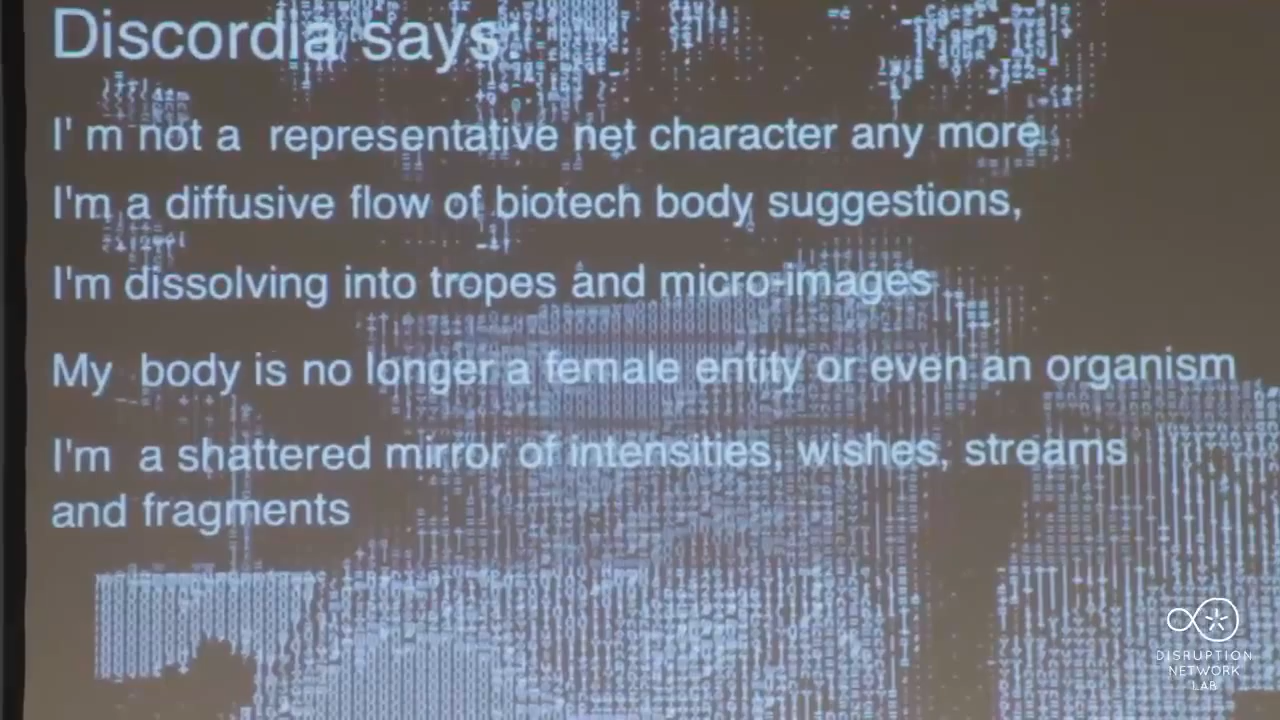 Discordia says:
I' m not a  representative net character any more
I'm a diffusive flow of biotech body suggestions,
I'm dissolving into tropes and micro-images
My  body is no longer a female entity or even an organism
I'm  a shattered mirror of intensities, wishes, streams
and fragments
DISRUPTION
NETWORK
LAB